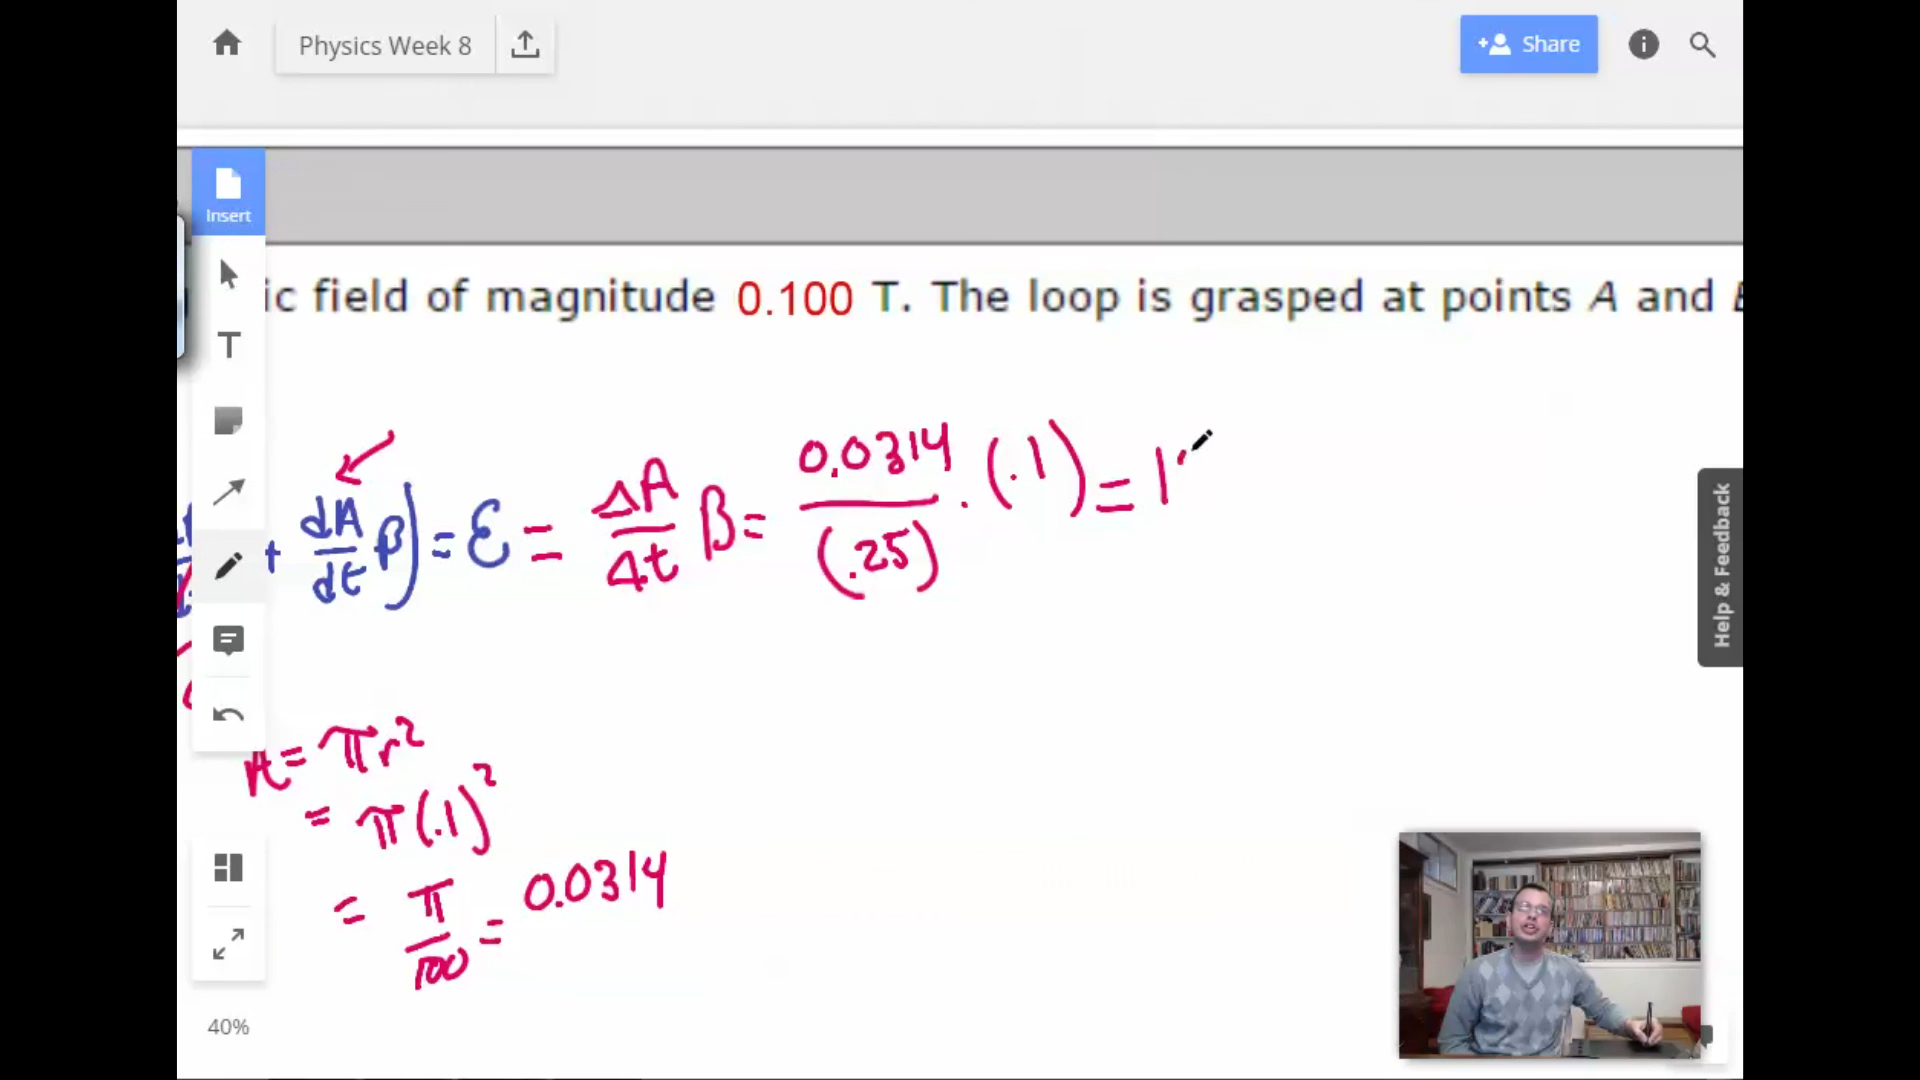 Physics Week 8
Share
Insert
ic field of magnitude 0.100 T. The loop is grasped at points A and
T
+ dA/dt B) = ℰ = ΔA/Δt B = 0.0314/(.25) · (.1) = 1
A = πr²
= π(.1)²
= π/100 = 0.0314
Help & Feedback
40%